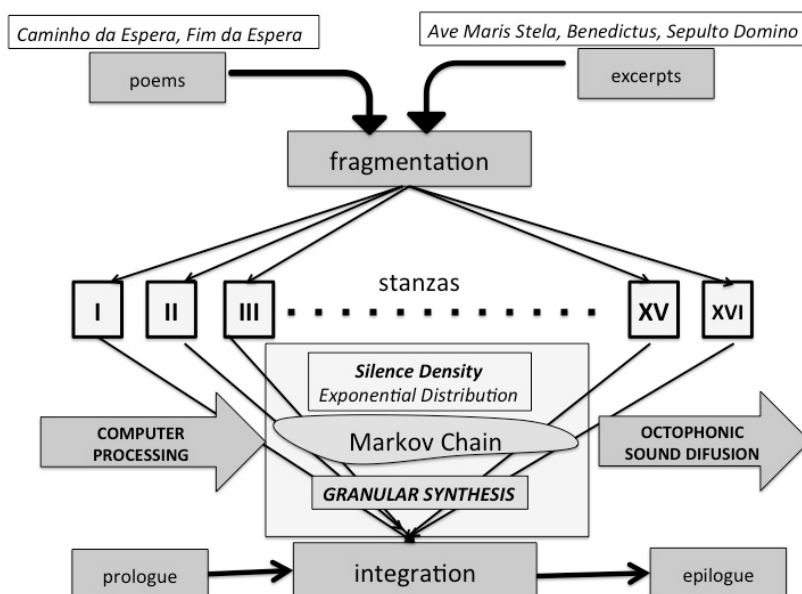 Caminho da Espera, Fim da Espera
Ave Maris Stela, Benedictus, Sepulto Domino
poems
excerpts
fragmentation
stanzas
I
II
III
XV
XVI
Silence Density
Exponential Distribution
COMPUTER
PROCESSING
Markov Chain
OCTOPHONIC
SOUND DIFUSION
GRANULAR SYNTHESIS
prologue
integration
epilogue